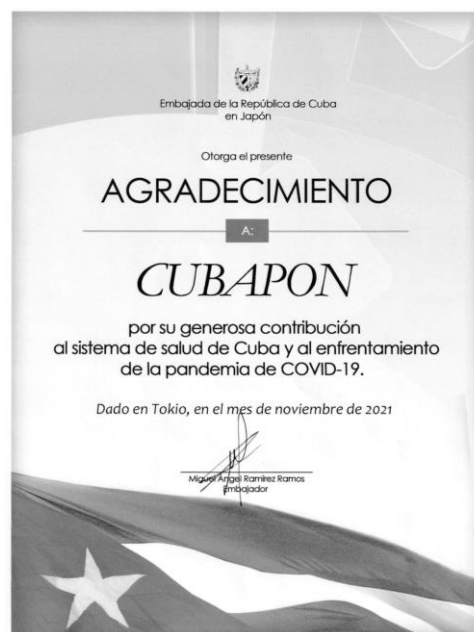 Embajada de la República de Cuba
en Japón
Otorga el presente
AGRADECIMIENTO
A:
CUBAPON
por su generosa contribución
al sistema de salud de Cuba y al enfrentamiento
de la pandemia de COVID-19.
Dado en Tokio, en el mes de noviembre de 2021
Miguel Angel Ramírez Ramos
Embajador